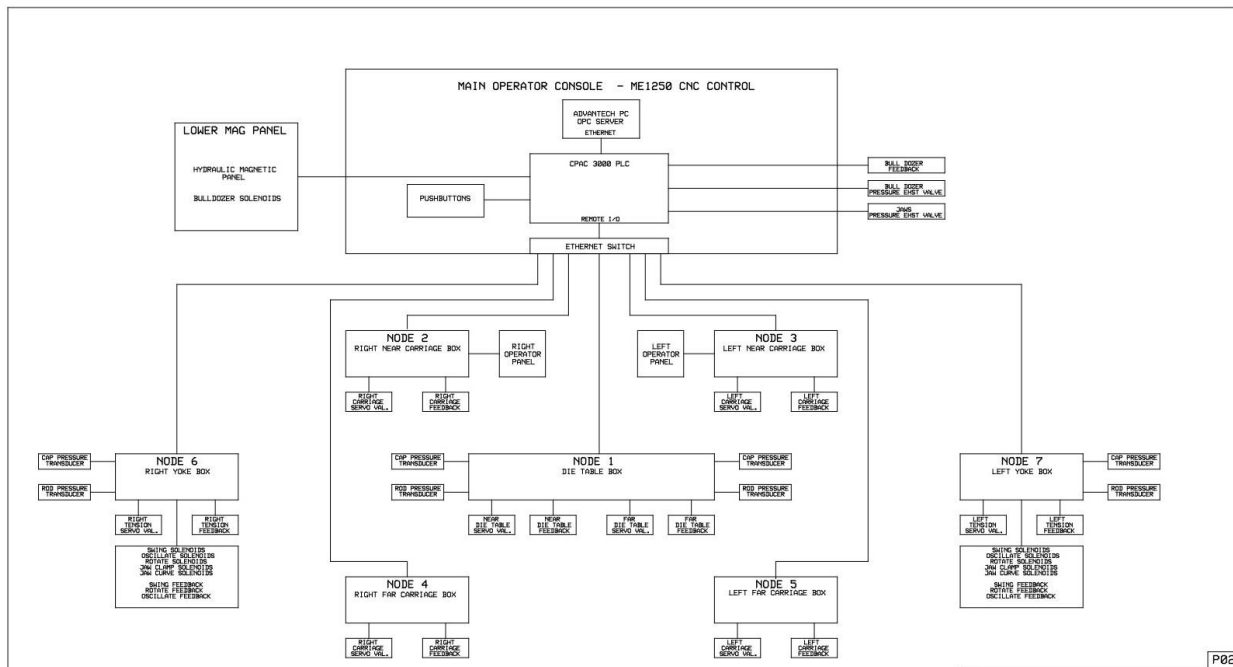 MAIN OPERATOR CONSOLE - ME1250 CNC CONTROL
ADVANTECH PC
OPC SERVER
ETHERNET
LOWER MAG PANEL
HYDRAULIC MAGNETIC
PANEL
BULLDOZER SOLENOIDS
CPAC 3000 PLC
PUSHBUTTONS
REMOTE I/O
ETHERNET SWITCH
BULL DOZER
FEEDBACK
BULL DOZER
PRESSURE EHST VALVE
JAWS
PRESSURE EHST VALVE
NODE 2
RIGHT NEAR CARRIAGE BOX
RIGHT
OPERATOR
PANEL
RIGHT
CARRIAGE
SERVO VAL.
RIGHT
CARRIAGE
FEEDBACK
LEFT
OPERATOR
PANEL
NODE 3
LEFT NEAR CARRIAGE BOX
LEFT
CARRIAGE
SERVO VAL.
LEFT
CARRIAGE
FEEDBACK
CAP PRESSURE
TRANSDUCER
ROD PRESSURE
TRANSDUCER
NODE 6
RIGHT YOKE BOX
RIGHT
TENSION
SERVO VAL.
RIGHT
TENSION
FEEDBACK
SWING SOLENOIDS
OSCILLATE SOLENOIDS
ROTATE SOLENOIDS
JAW CLAMP SOLENOIDS
JAW CURVE SOLENOIDS
SWING FEEDBACK
ROTATE FEEDBACK
OSCILLATE FEEDBACK
CAP PRESSURE
TRANSDUCER
ROD PRESSURE
TRANSDUCER
NODE 1
DIE TABLE BOX
CAP PRESSURE
TRANSDUCER
ROD PRESSURE
TRANSDUCER
NEAR
DIE TABLE
SERVO VAL.
NEAR
DIE TABLE
FEEDBACK
FAR
DIE TABLE
SERVO VAL.
FAR
DIE TABLE
FEEDBACK
NODE 7
LEFT YOKE BOX
CAP PRESSURE
TRANSDUCER
ROD PRESSURE
TRANSDUCER
LEFT
TENSION
SERVO VAL.
LEFT
TENSION
FEEDBACK
SWING SOLENOIDS
OSCILLATE SOLENOIDS
ROTATE SOLENOIDS
JAW CLAMP SOLENOIDS
JAW CURVE SOLENOIDS
SWING FEEDBACK
ROTATE FEEDBACK
OSCILLATE FEEDBACK
NODE 4
RIGHT FAR CARRIAGE BOX
RIGHT
CARRIAGE
SERVO VAL.
RIGHT
CARRIAGE
FEEDBACK
NODE 5
LEFT FAR CARRIAGE BOX
LEFT
CARRIAGE
SERVO VAL.
LEFT
CARRIAGE
FEEDBACK
P02